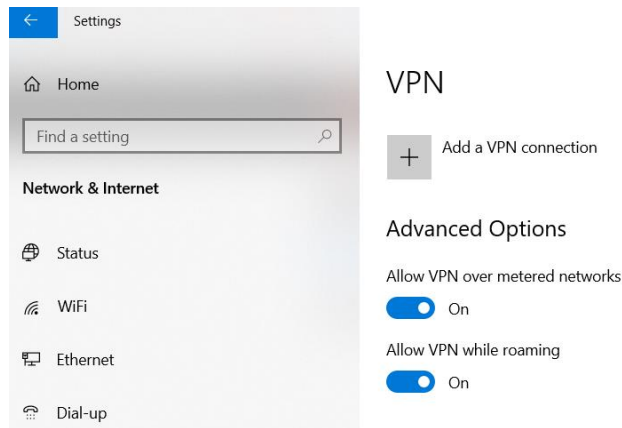 Settings
Home
Find a setting
Network & Internet
Status
WiFi
Ethernet
Dial-up
VPN
Add a VPN connection
Advanced Options
Allow VPN over metered networks
On
Allow VPN while roaming
On